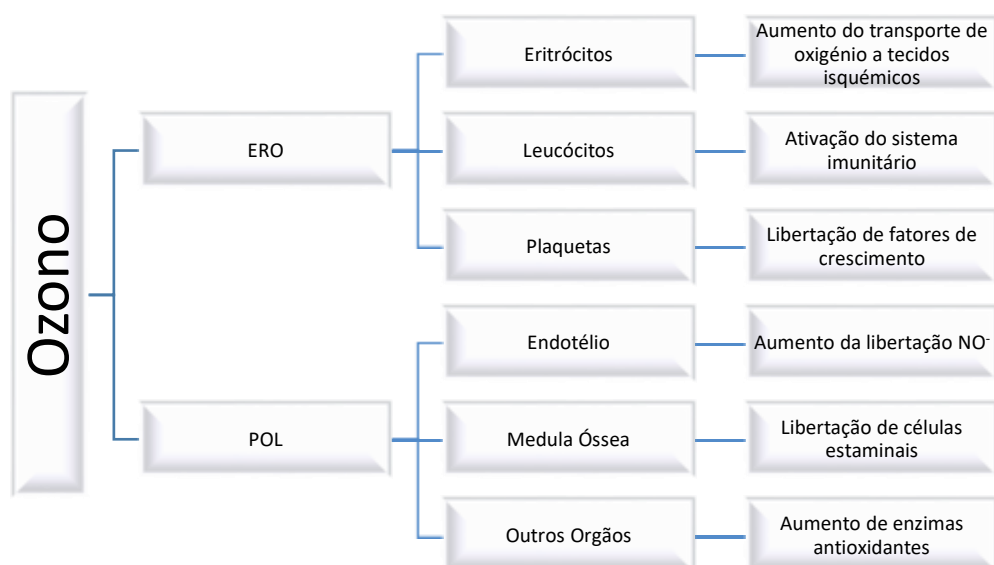 Ozono
ERO
Eritrócitos
Aumento do transporte de
oxigénio a tecidos
isquémicos
Leucócitos
Ativação do sistema
imunitário
Plaquetas
Libertação de fatores de
crescimento
POL
Endotélio
Aumento da libertação NO⁻
Medula Óssea
Libertação de células
estaminais
Outros Orgãos
Aumento de enzimas
antioxidantes